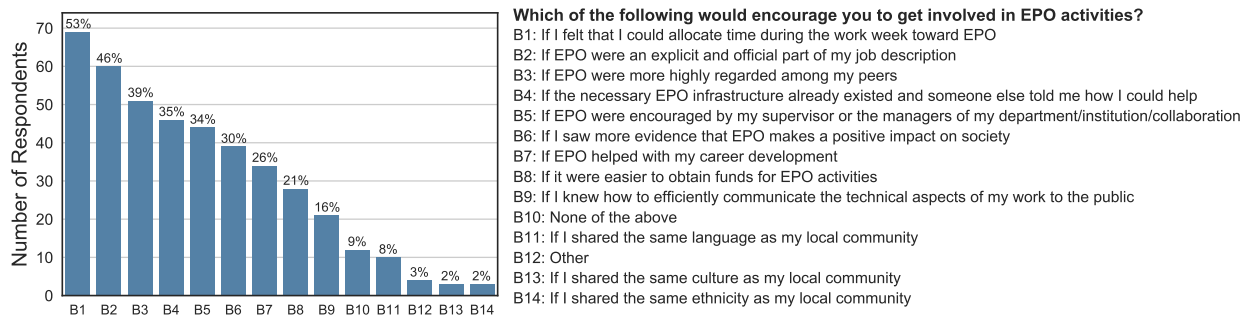 Number of Respondents
70
60
50
40
30
20
10
0
53%
46%
39%
35%
34%
30%
26%
21%
16%
9%
8%
3%
2%
2%
B1 B2 B3 B4 B5 B6 B7 B8 B9 B10 B11 B12 B13 B14
Which of the following would encourage you to get involved in EPO activities?
B1: If I felt that I could allocate time during the work week toward EPO
B2: If EPO were an explicit and official part of my job description
B3: If EPO were more highly regarded among my peers
B4: If the necessary EPO infrastructure already existed and someone else told me how I could help
B5: If EPO were encouraged by my supervisor or the managers of my department/institution/collaboration
B6: If I saw more evidence that EPO makes a positive impact on society
B7: If EPO helped with my career development
B8: If it were easier to obtain funds for EPO activities
B9: If I knew how to efficiently communicate the technical aspects of my work to the public
B10: None of the above
B11: If I shared the same language as my local community
B12: Other
B13: If I shared the same culture as my local community
B14: If I shared the same ethnicity as my local community